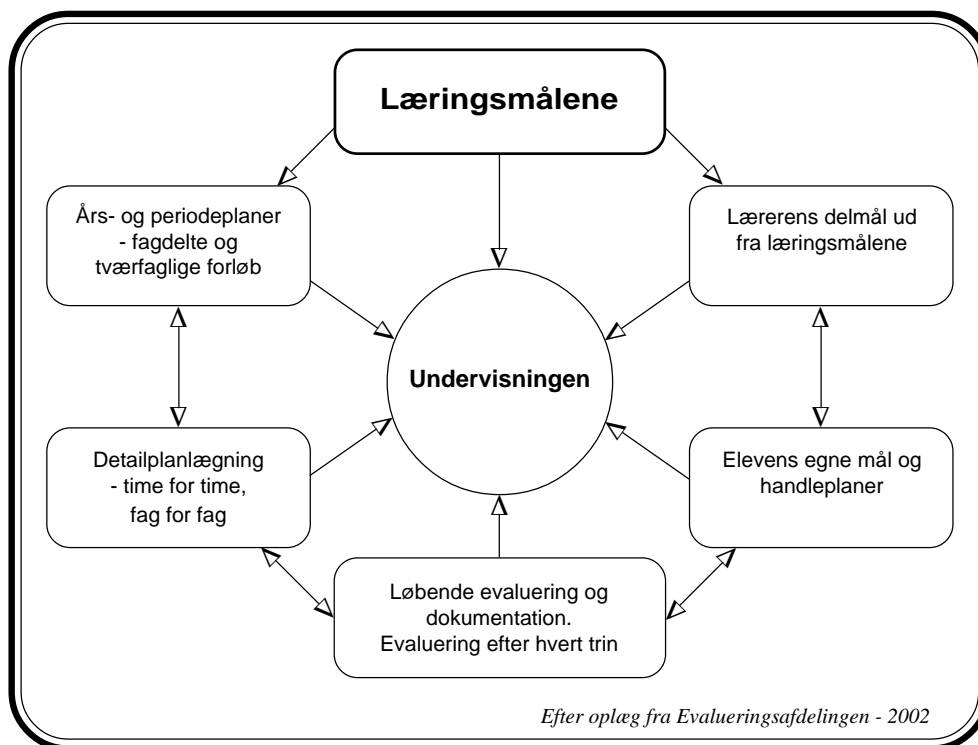 Læringsmålene
Års- og periodeplaner
- fagdelte og
tværfaglige forløb
Lærerens delmål ud
fra læringsmålene
Undervisningen
Detailplanlægning
- time for time,
fag for fag
Elevens egne mål og
handleplaner
Løbende evaluering og
dokumentation.
Evaluering efter hvert trin
Efter oplæg fra Evalueringsafdelingen - 2002